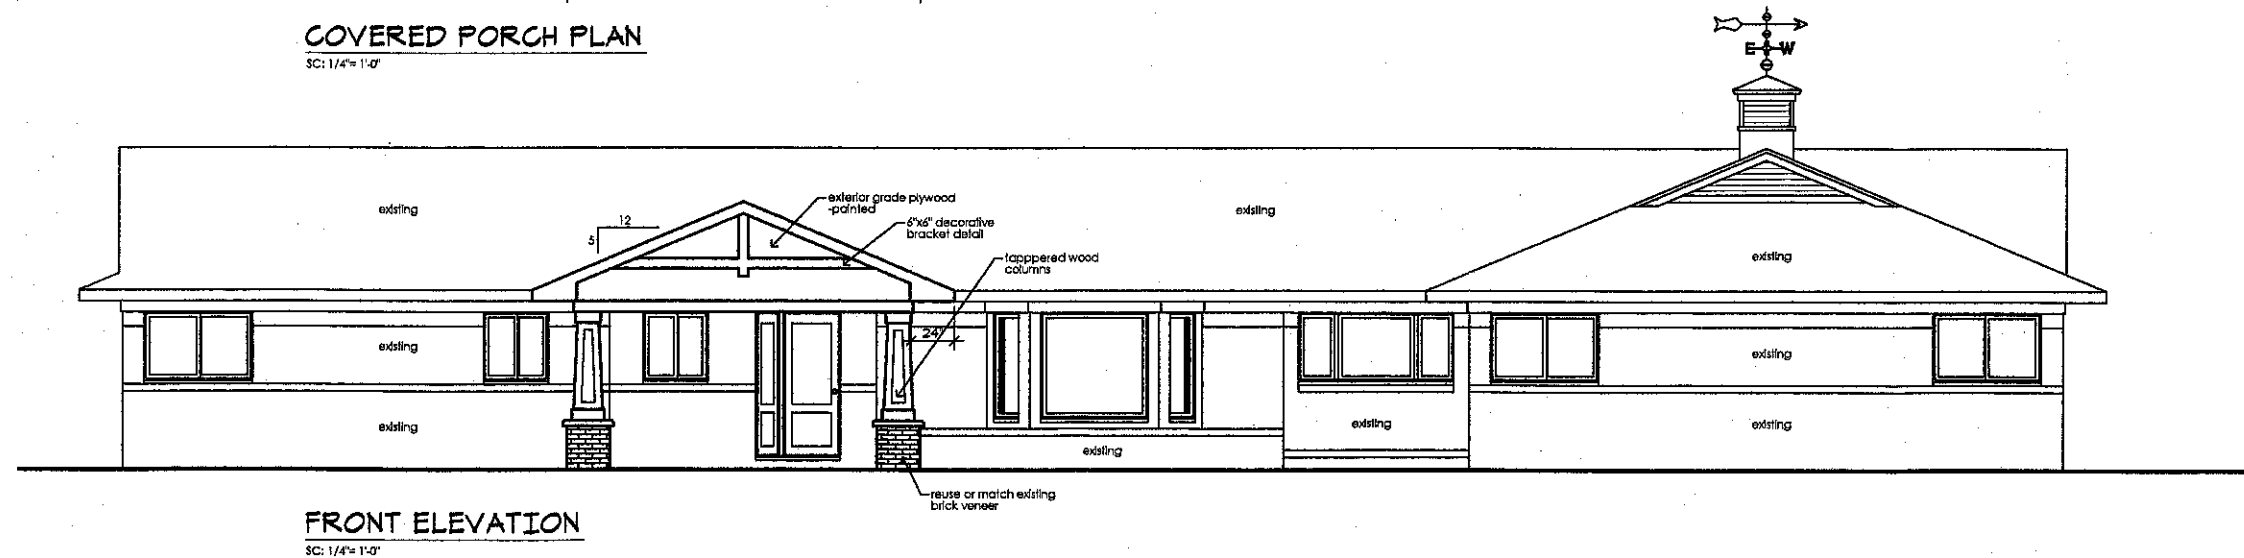 COVERED PORCH PLAN
SC: 1/4"= 1'-0"
E W
existing
12
5
exterior grade plywood
-painted
6"x6" decorative
bracket detail
tapppered wood
columns
existing
existing
existing
24"
existing
existing
existing
existing
existing
reuse or match existing
brick veneer
FRONT ELEVATION
SC: 1/4"= 1'-0"